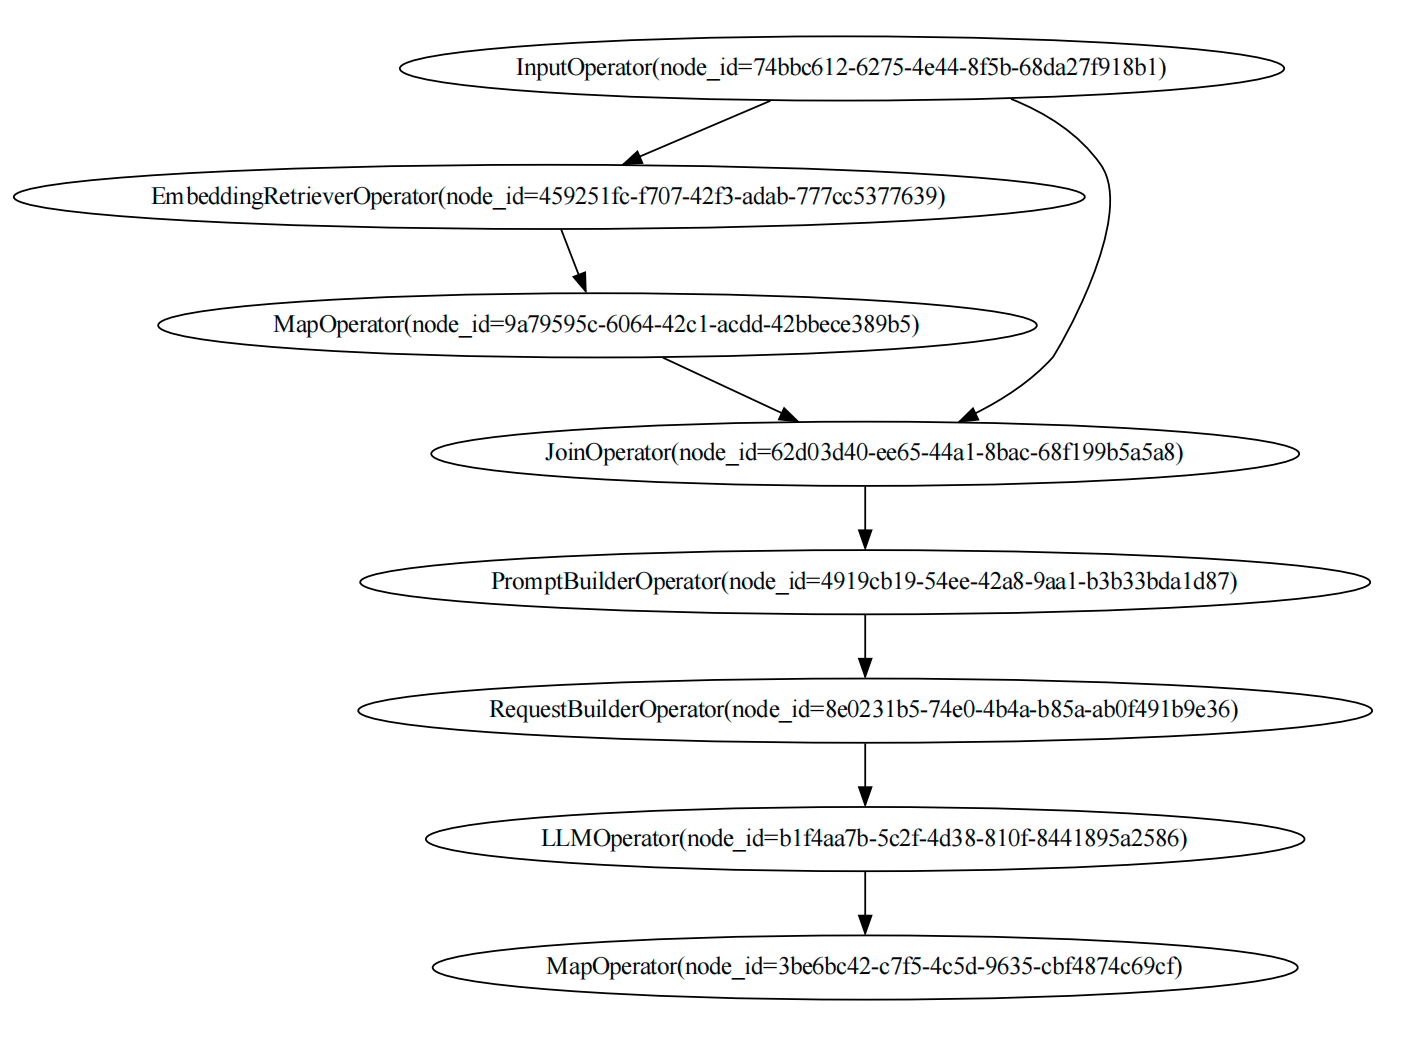 InputOperator(node_id=74bbc612-6275-4e44-8f5b-68da27f918b1)
EmbeddingRetrieverOperator(node_id=459251fc-f707-42f3-adab-777cc5377639)
MapOperator(node_id=9a79595c-6064-42c1-acdd-42bbece389b5)
JoinOperator(node_id=62d03d40-ee65-44a1-8bac-68f199b5a5a8)
PromptBuilderOperator(node_id=4919cb19-54ee-42a8-9aa1-b3b33bda1d87)
RequestBuilderOperator(node_id=8e0231b5-74e0-4b4a-b85a-ab0f491b9e36)
LLMOperator(node_id=b1f4aa7b-5c2f-4d38-810f-8441895a2586)
MapOperator(node_id=3be6bc42-c7f5-4c5d-9635-cbf4874c69cf)